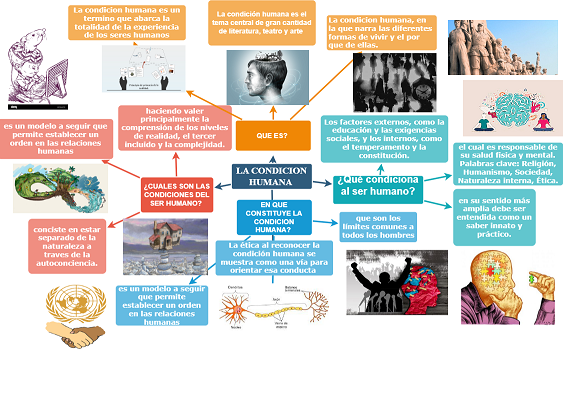 La condicion humana es un
termino que abarca la
totalidad de la experiencia
de los seres humanos
La condición humana es el
tema central de gran cantidad
de literatura, teatro y arte
La condicion humana, en
la que narra las diferentes
formas de vivir y el por
que de ellas.
haciendo valer
principalmente la
comprensión de los niveles
de realidad, el tercer
incluido y la complejidad.
QUE ES?
Los factores externos, como la
educación y las exigencias
sociales, y los internos, como
el temperamento y la
constitución.
es un modelo a seguir que
permite establecer un
orden en las relaciones
humanas
el cual es responsable de
su salud física y mental.
Palabras clave: Religión,
Humanismo, Sociedad,
Naturaleza interna, Ética.
¿CUALES SON LAS
CONDICIONES DEL
SER HUMANO?
LA CONDICION
HUMANA
¿Qué condiciona
al ser humano?
EN QUE
CONSTITUYE LA
CONDICION
HUMANA?
en su sentido más
amplia debe ser
entendida como un
saber innato y
práctico.
conciste en estar
separado de la
naturaleza a
traves de la
autoconciencia.
que son los
límites comunes a
todos los hombres
La ética al reconocer la
condición humana se
muestra como una vía para
orientar esa conducta
es un modelo a seguir
que permite
establecer un orden
en las relaciones
humanas
Dendritas
Núcleo
Axón